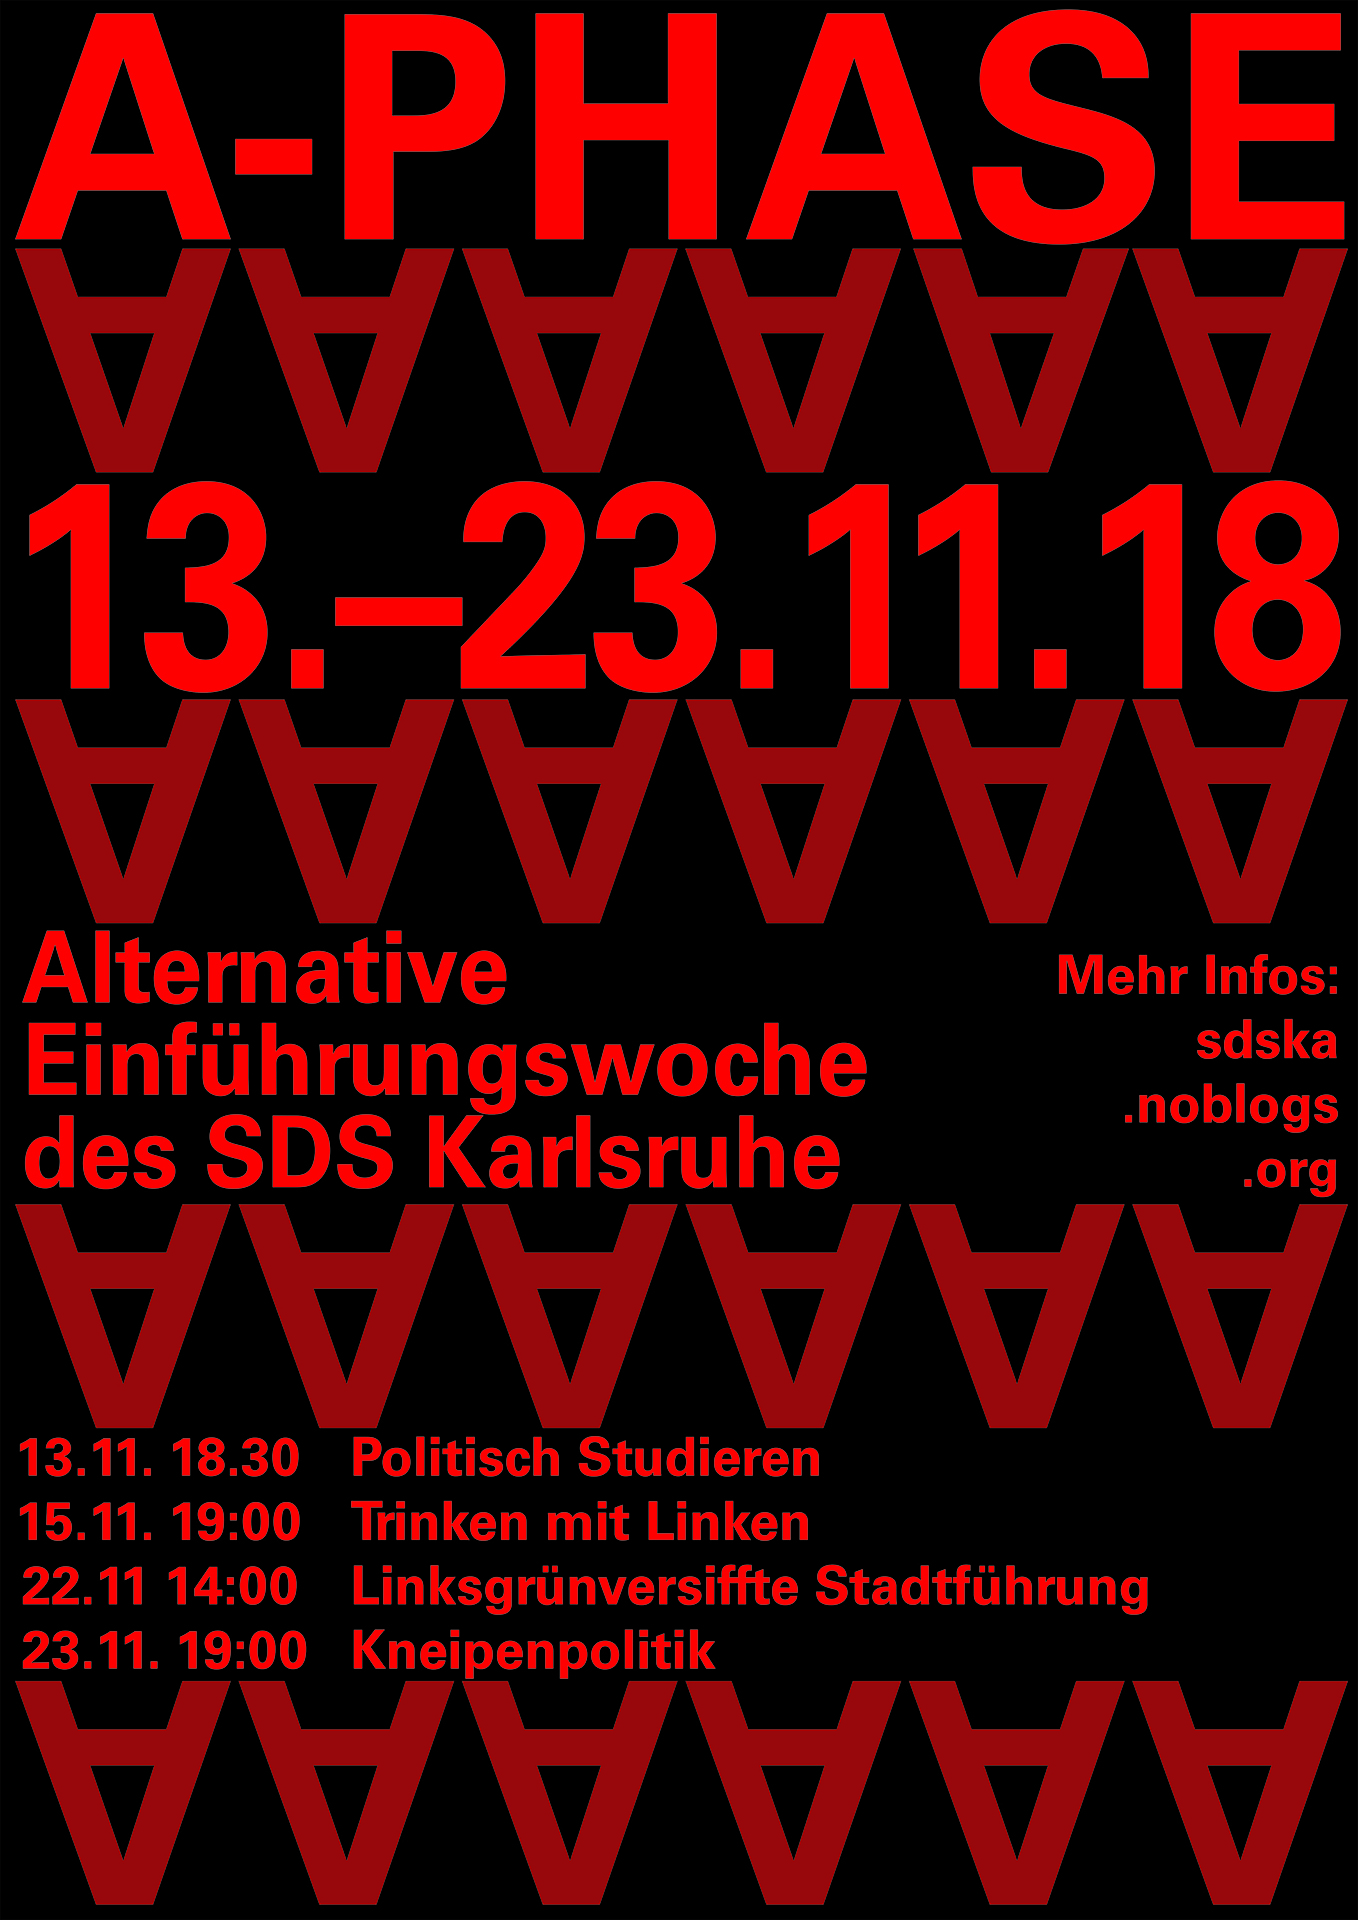 A-PHASE
∀∀∀∀∀∀
13.–23.11.18
∀∀∀∀∀∀
Alternative
Einführungswoche
des SDS Karlsruhe
Mehr Infos:
sdska
.noblogs
.org
∀∀∀∀∀∀
13.11. 18.30 Politisch Studieren
15.11. 19:00 Trinken mit Linken
22.11 14:00 Linksgrünversiffte Stadtführung
23.11. 19:00 Kneipenpolitik
∀∀∀∀∀∀